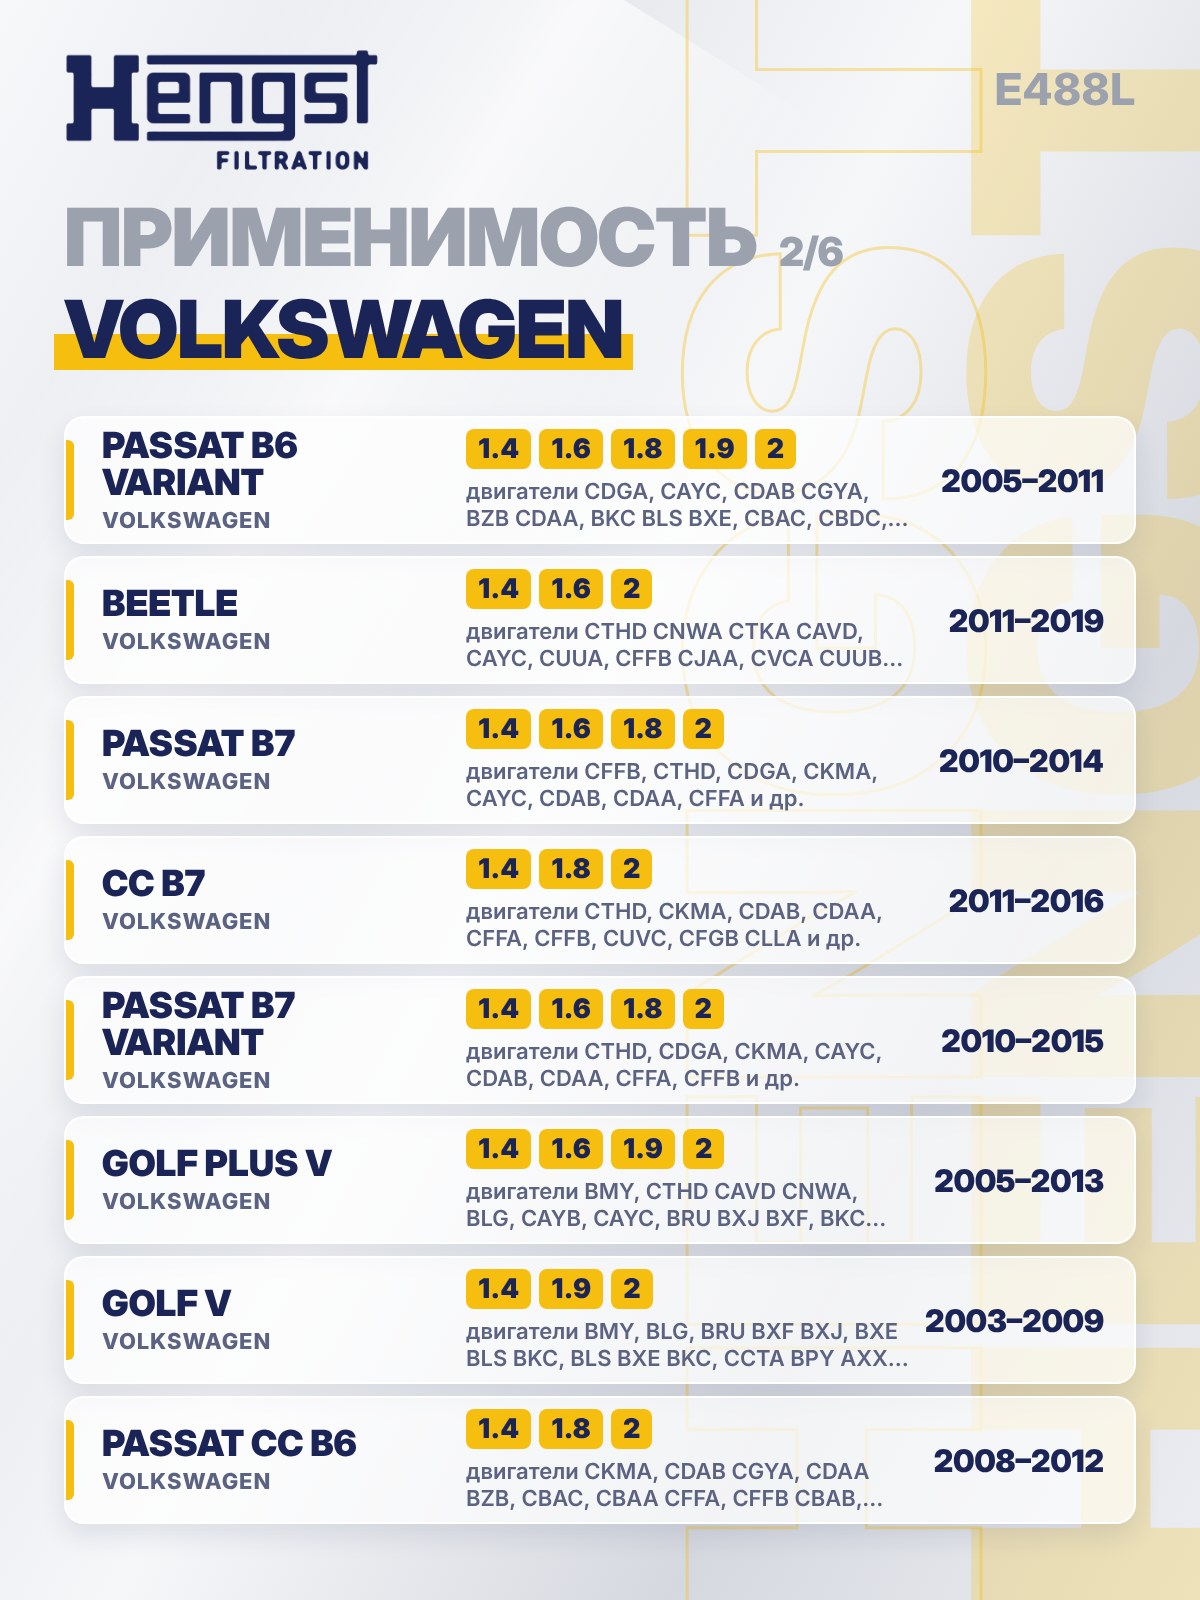 Hengst
FILTRATION
E488L
ПРИМЕНИМОСТЬ 2/6
VOLKSWAGEN
PASSAT B6
VARIANT
VOLKSWAGEN
1.4 1.6 1.8 1.9 2
двигатели CDGA, CAYC, CDAB CGYA,
BZB CDAA, BKC BLS BXE, CBAC, CBDC,...
2005–2011
BEETLE
VOLKSWAGEN
1.4 1.6 2
двигатели CTHD CNWA CTKA CAVD,
CAYC, CUUA, CFFB CJAA, CVCA CUUB...
2011–2019
PASSAT B7
VOLKSWAGEN
1.4 1.6 1.8 2
двигатели CFFB, CTHD, CDGA, CKMA,
CAYC, CDAB, CDAA, CFFA и др.
2010–2014
CC B7
VOLKSWAGEN
1.4 1.8 2
двигатели CTHD, CKMA, CDAB, CDAA,
CFFA, CFFB, CUVC, CFGB CLLA и др.
2011–2016
PASSAT B7
VARIANT
VOLKSWAGEN
1.4 1.6 1.8 2
двигатели CTHD, CDGA, CKMA, CAYC,
CDAB, CDAA, CFFA, CFFB и др.
2010–2015
GOLF PLUS V
VOLKSWAGEN
1.4 1.6 1.9 2
двигатели BMY, CTHD CAVD CNWA,
BLG, CAYB, CAYC, BRU BXJ BXF, BKC...
2005–2013
GOLF V
VOLKSWAGEN
1.4 1.9 2
двигатели BMY, BLG, BRU BXF BXJ, BXE
BLS BKC, BLS BXE BKC, CCTA BPY AXX...
2003–2009
PASSAT CC B6
VOLKSWAGEN
1.4 1.8 2
двигатели CKMA, CDAB CGYA, CDAA
BZB, CBAC, CBAA CFFA, CFFB CBAB,...
2008–2012
HENGST
HENGST